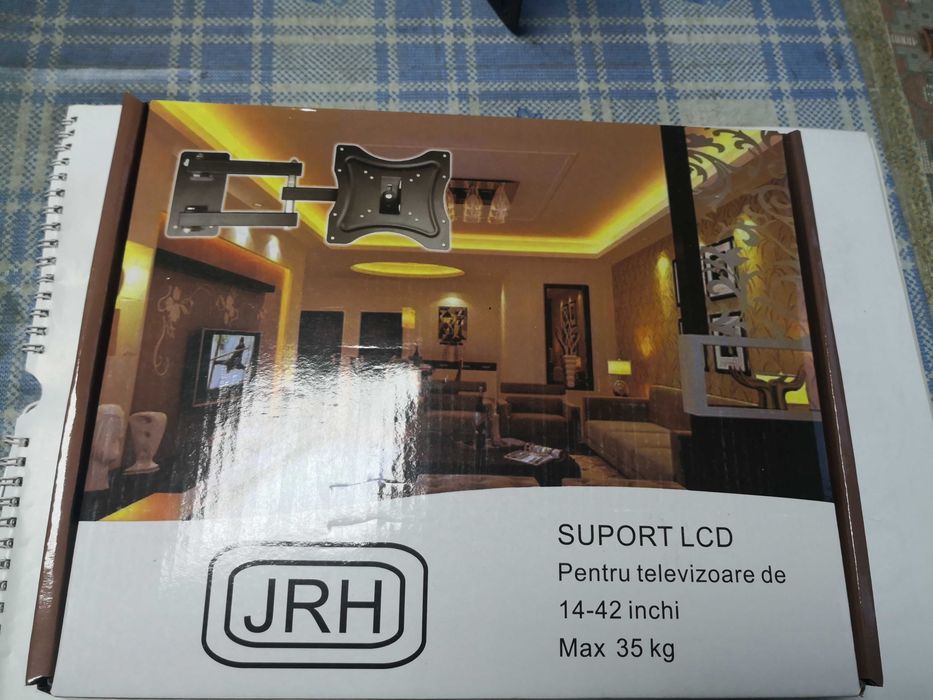 JRH
SUPORT LCD
Pentru televizoare de
14-42 inchi
Max 35 kg